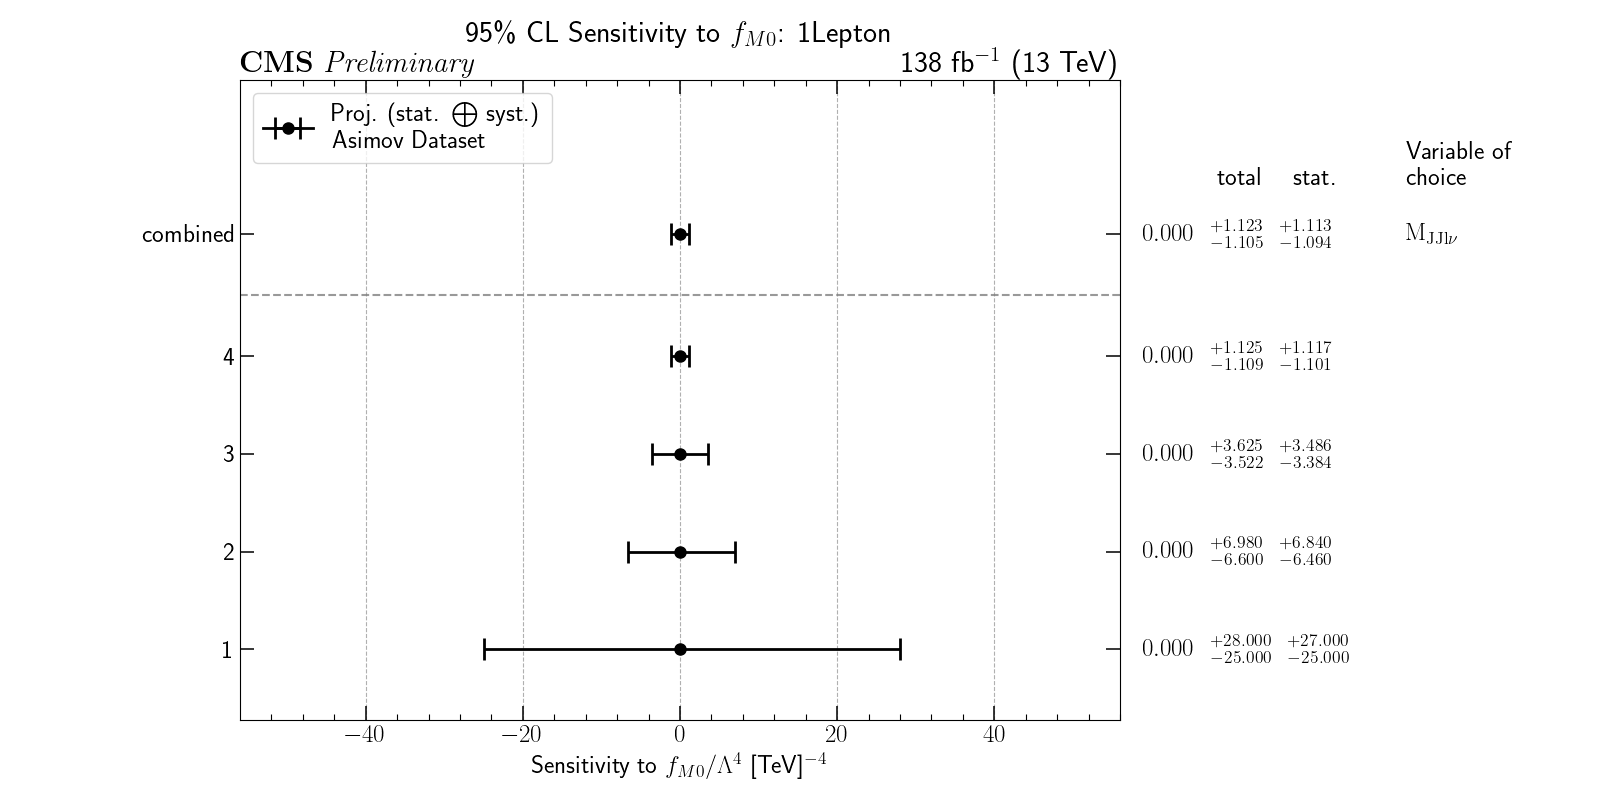 95% CL Sensitivity to f_{M0}: 1Lepton
CMS Preliminary 138 fb^{−1} (13 TeV)
Proj. (stat. ⨁ syst.)
Asimov Dataset
Variable of
total stat. choice
combined 0.000 +1.123 −1.105 +1.113 −1.094 M_{JJlν}
4 0.000 +1.125 −1.109 +1.117 −1.101
3 0.000 +3.625 −3.522 +3.486 −3.384
2 0.000 +6.980 −6.600 +6.840 −6.460
1 0.000 +28.000 −25.000 +27.000 −25.000
−40 −20 0 20 40
Sensitivity to f_{M0}/Λ^4 [TeV]^{−4}